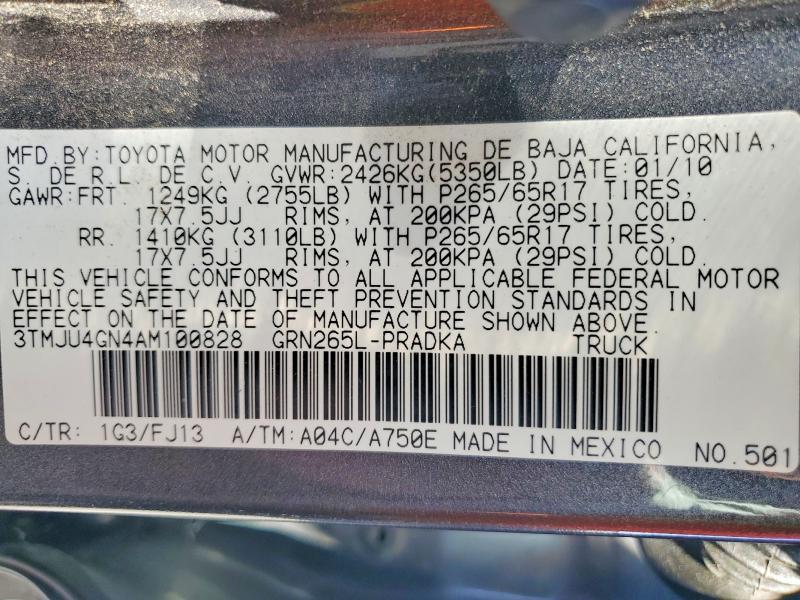 MFD.BY:TOYOTA MOTOR MANUFACTURING DE BAJA CALIFORNIA,
S. DE R.L. DE C.V. GVWR:2426KG(5350LB) DATE:01/10
GAWR:FRT. 1249KG (2755LB) WITH P265/65R17 TIRES,
17X7.5JJ RIMS, AT 200KPA (29PSI) COLD.
RR. 1410KG (3110LB) WITH P265/65R17 TIRES,
17X7.5JJ RIMS, AT 200KPA (29PSI) COLD.
THIS VEHICLE CONFORMS TO ALL APPLICABLE FEDERAL MOTOR
VEHICLE SAFETY AND THEFT PREVENTION STANDARDS IN
EFFECT ON THE DATE OF MANUFACTURE SHOWN ABOVE.
3TMJU4GN4AM100828 GRN265L-PRADKA TRUCK
C/TR: 1G3/FJ13 A/TM:A04C/A750E MADE IN MEXICO NO.501